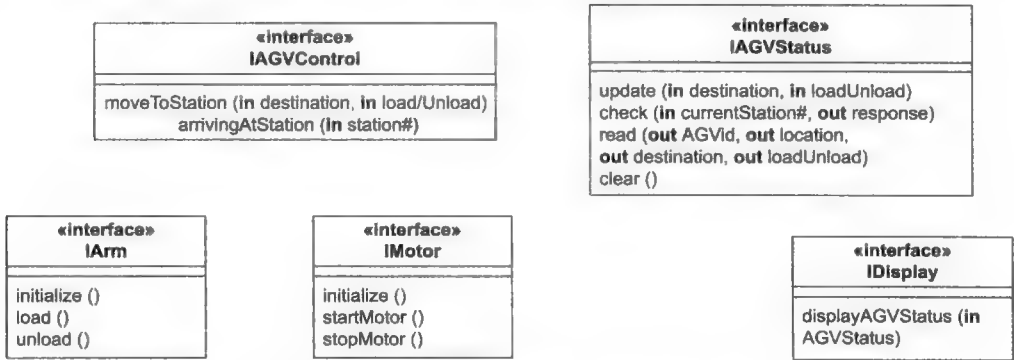 «interface»
IAGVControl
moveToStation (in destination, in load/Unload)
arrivingAtStation (in station#)
«interface»
IAGVStatus
update (in destination, in loadUnload)
check (in currentStation#, out response)
read (out AGVid, out location,
out destination, out loadUnload)
clear ()
«interface»
IArm
initialize ()
load ()
unload ()
«interface»
IMotor
initialize ()
startMotor ()
stopMotor ()
«interface»
IDisplay
displayAGVStatus (in
AGVStatus)